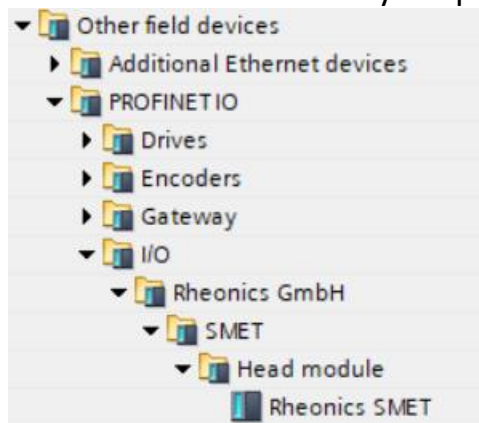 Other field devices
Additional Ethernet devices
PROFINET IO
Drives
Encoders
Gateway
I/O
Rheonics GmbH
SMET
Head module
Rheonics SMET